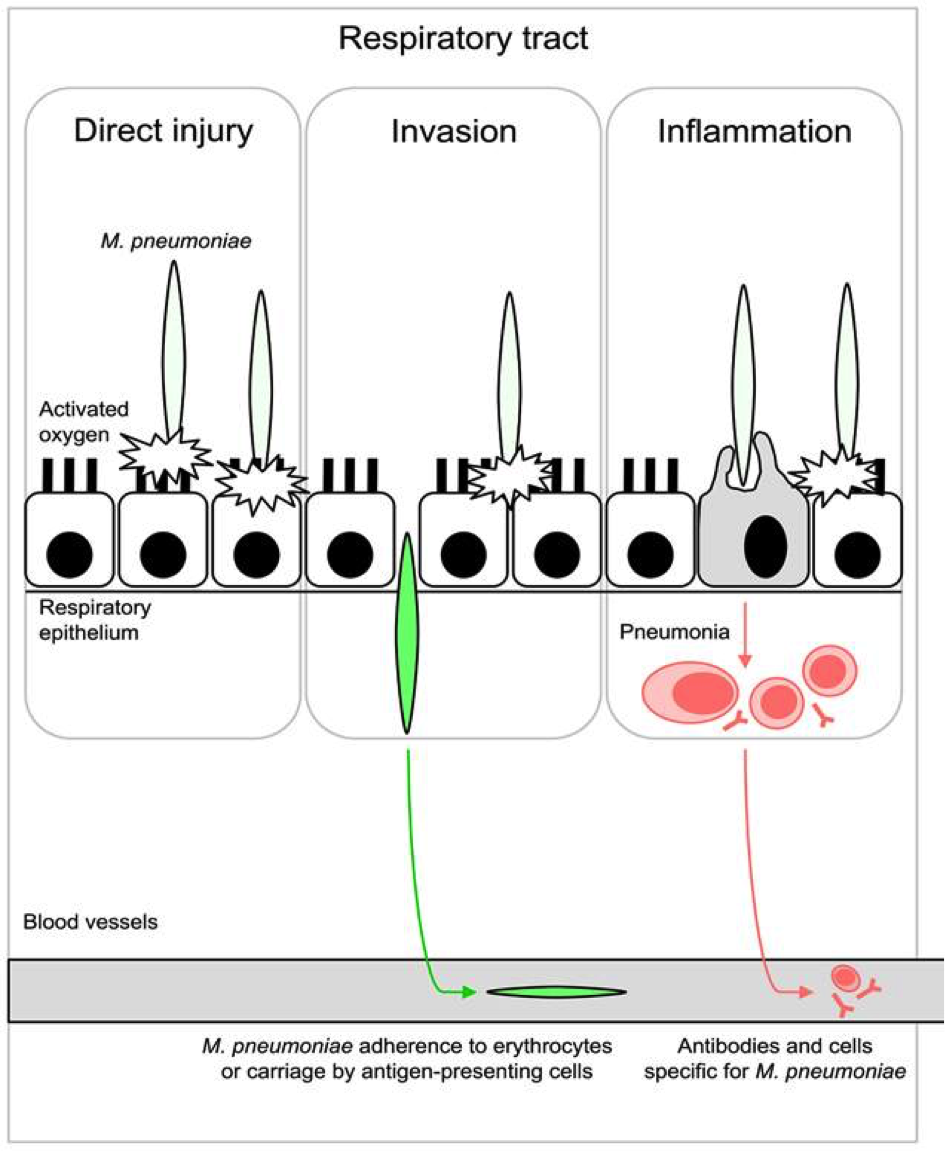 Respiratory tract
Direct injury
Invasion
Inflammation
M. pneumoniae
Activated
oxygen
Respiratory
epithelium
Pneumonia
Blood vessels
M. pneumoniae adherence to erythrocytes
or carriage by antigen-presenting cells
Antibodies and cells
specific for M. pneumoniae